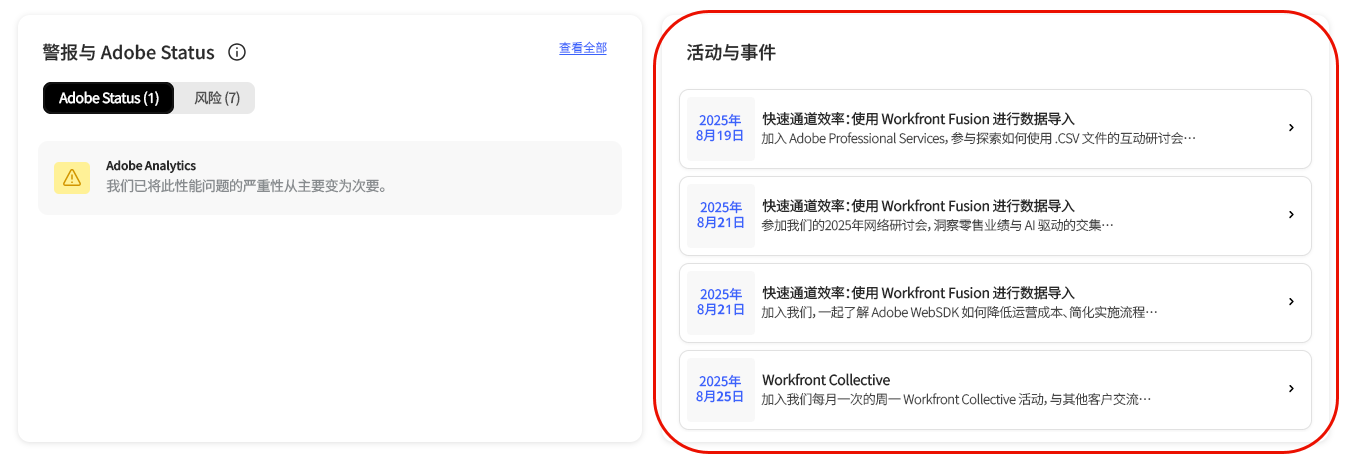 警报与 Adobe Status
查看全部
Adobe Status (1)
风险 (7)
Adobe Analytics
我们已将此性能问题的严重性从主要变为次要。
活动与事件
2025年
8月19日
快速通道效率：使用 Workfront Fusion 进行数据导入
加入 Adobe Professional Services，参与探索如何使用 .CSV 文件的互动研讨会…
2025年
8月21日
快速通道效率：使用 Workfront Fusion 进行数据导入
参加我们的2025年网络研讨会，洞察零售业绩与 AI 驱动的交集…
2025年
8月21日
快速通道效率：使用 Workfront Fusion 进行数据导入
加入我们，一起了解 Adobe WebSDK 如何降低运营成本、简化实施流程…
2025年
8月25日
Workfront Collective
加入我们每月一次的周一 Workfront Collective 活动，与其他客户交流…